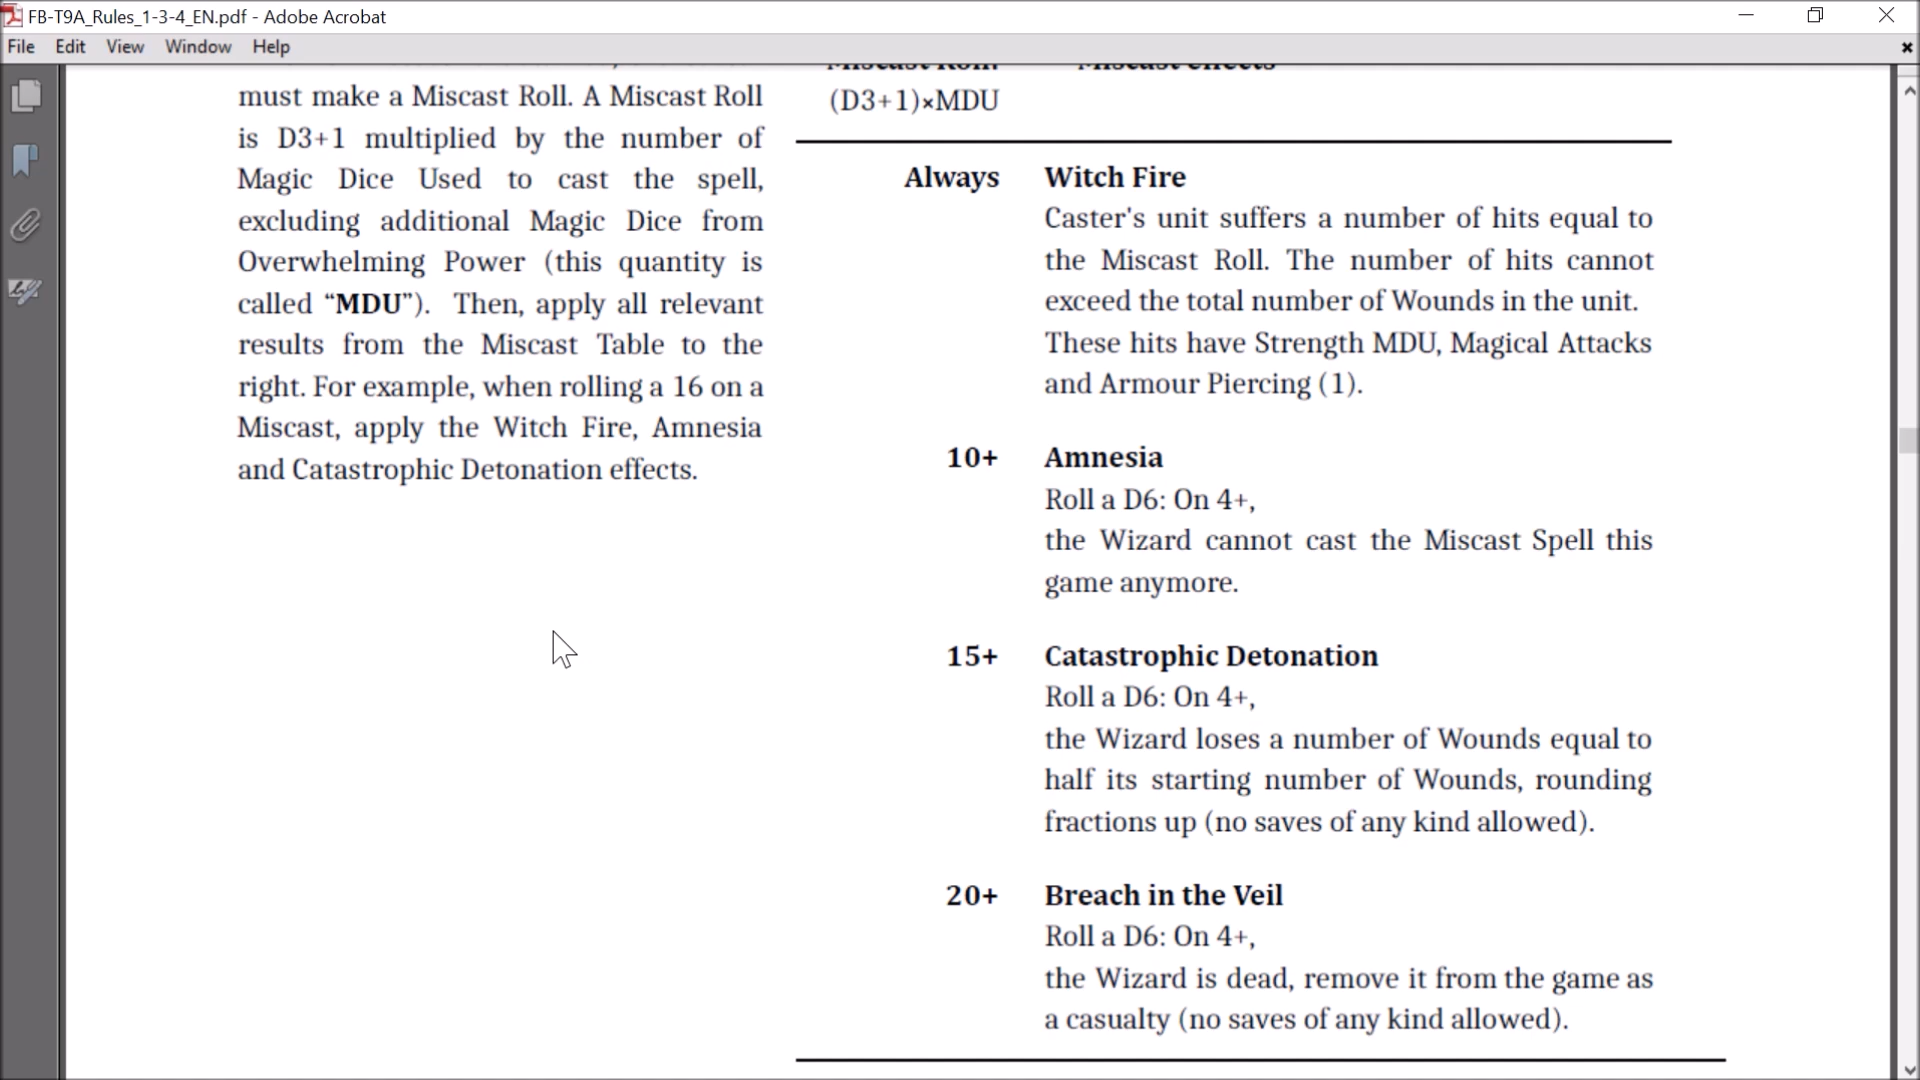 FB-T9A_Rules_1-3-4_EN.pdf - Adobe Acrobat
File Edit View Window Help
must make a Miscast Roll. A Miscast Roll
is D3+1 multiplied by the number of
Magic Dice Used to cast the spell,
excluding additional Magic Dice from
Overwhelming Power (this quantity is
called “MDU”). Then, apply all relevant
results from the Miscast Table to the
right. For example, when rolling a 16 on a
Miscast, apply the Witch Fire, Amnesia
and Catastrophic Detonation effects.
Miscast Roll: Miscast effects
(D3+1)×MDU
Always Witch Fire
Caster's unit suffers a number of hits equal to
the Miscast Roll. The number of hits cannot
exceed the total number of Wounds in the unit.
These hits have Strength MDU, Magical Attacks
and Armour Piercing (1).
10+ Amnesia
Roll a D6: On 4+,
the Wizard cannot cast the Miscast Spell this
game anymore.
15+ Catastrophic Detonation
Roll a D6: On 4+,
the Wizard loses a number of Wounds equal to
half its starting number of Wounds, rounding
fractions up (no saves of any kind allowed).
20+ Breach in the Veil
Roll a D6: On 4+,
the Wizard is dead, remove it from the game as
a casualty (no saves of any kind allowed).